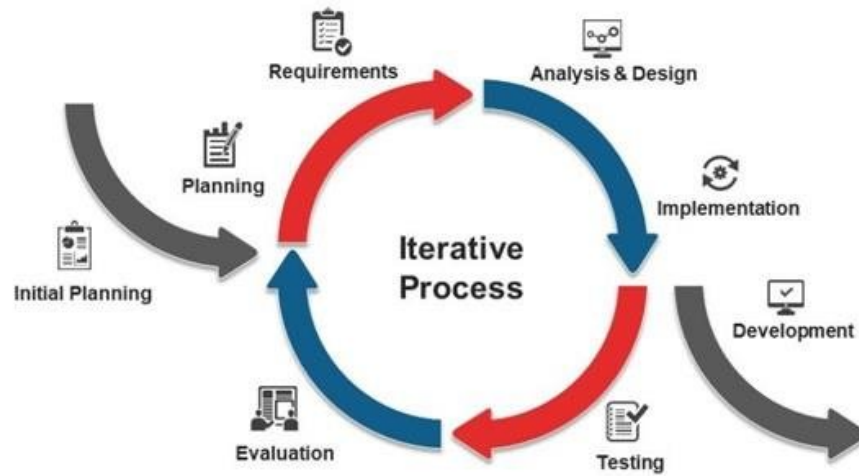 Requirements
Analysis & Design
Planning
Implementation
Iterative
Process
Initial Planning
Development
Evaluation
Testing